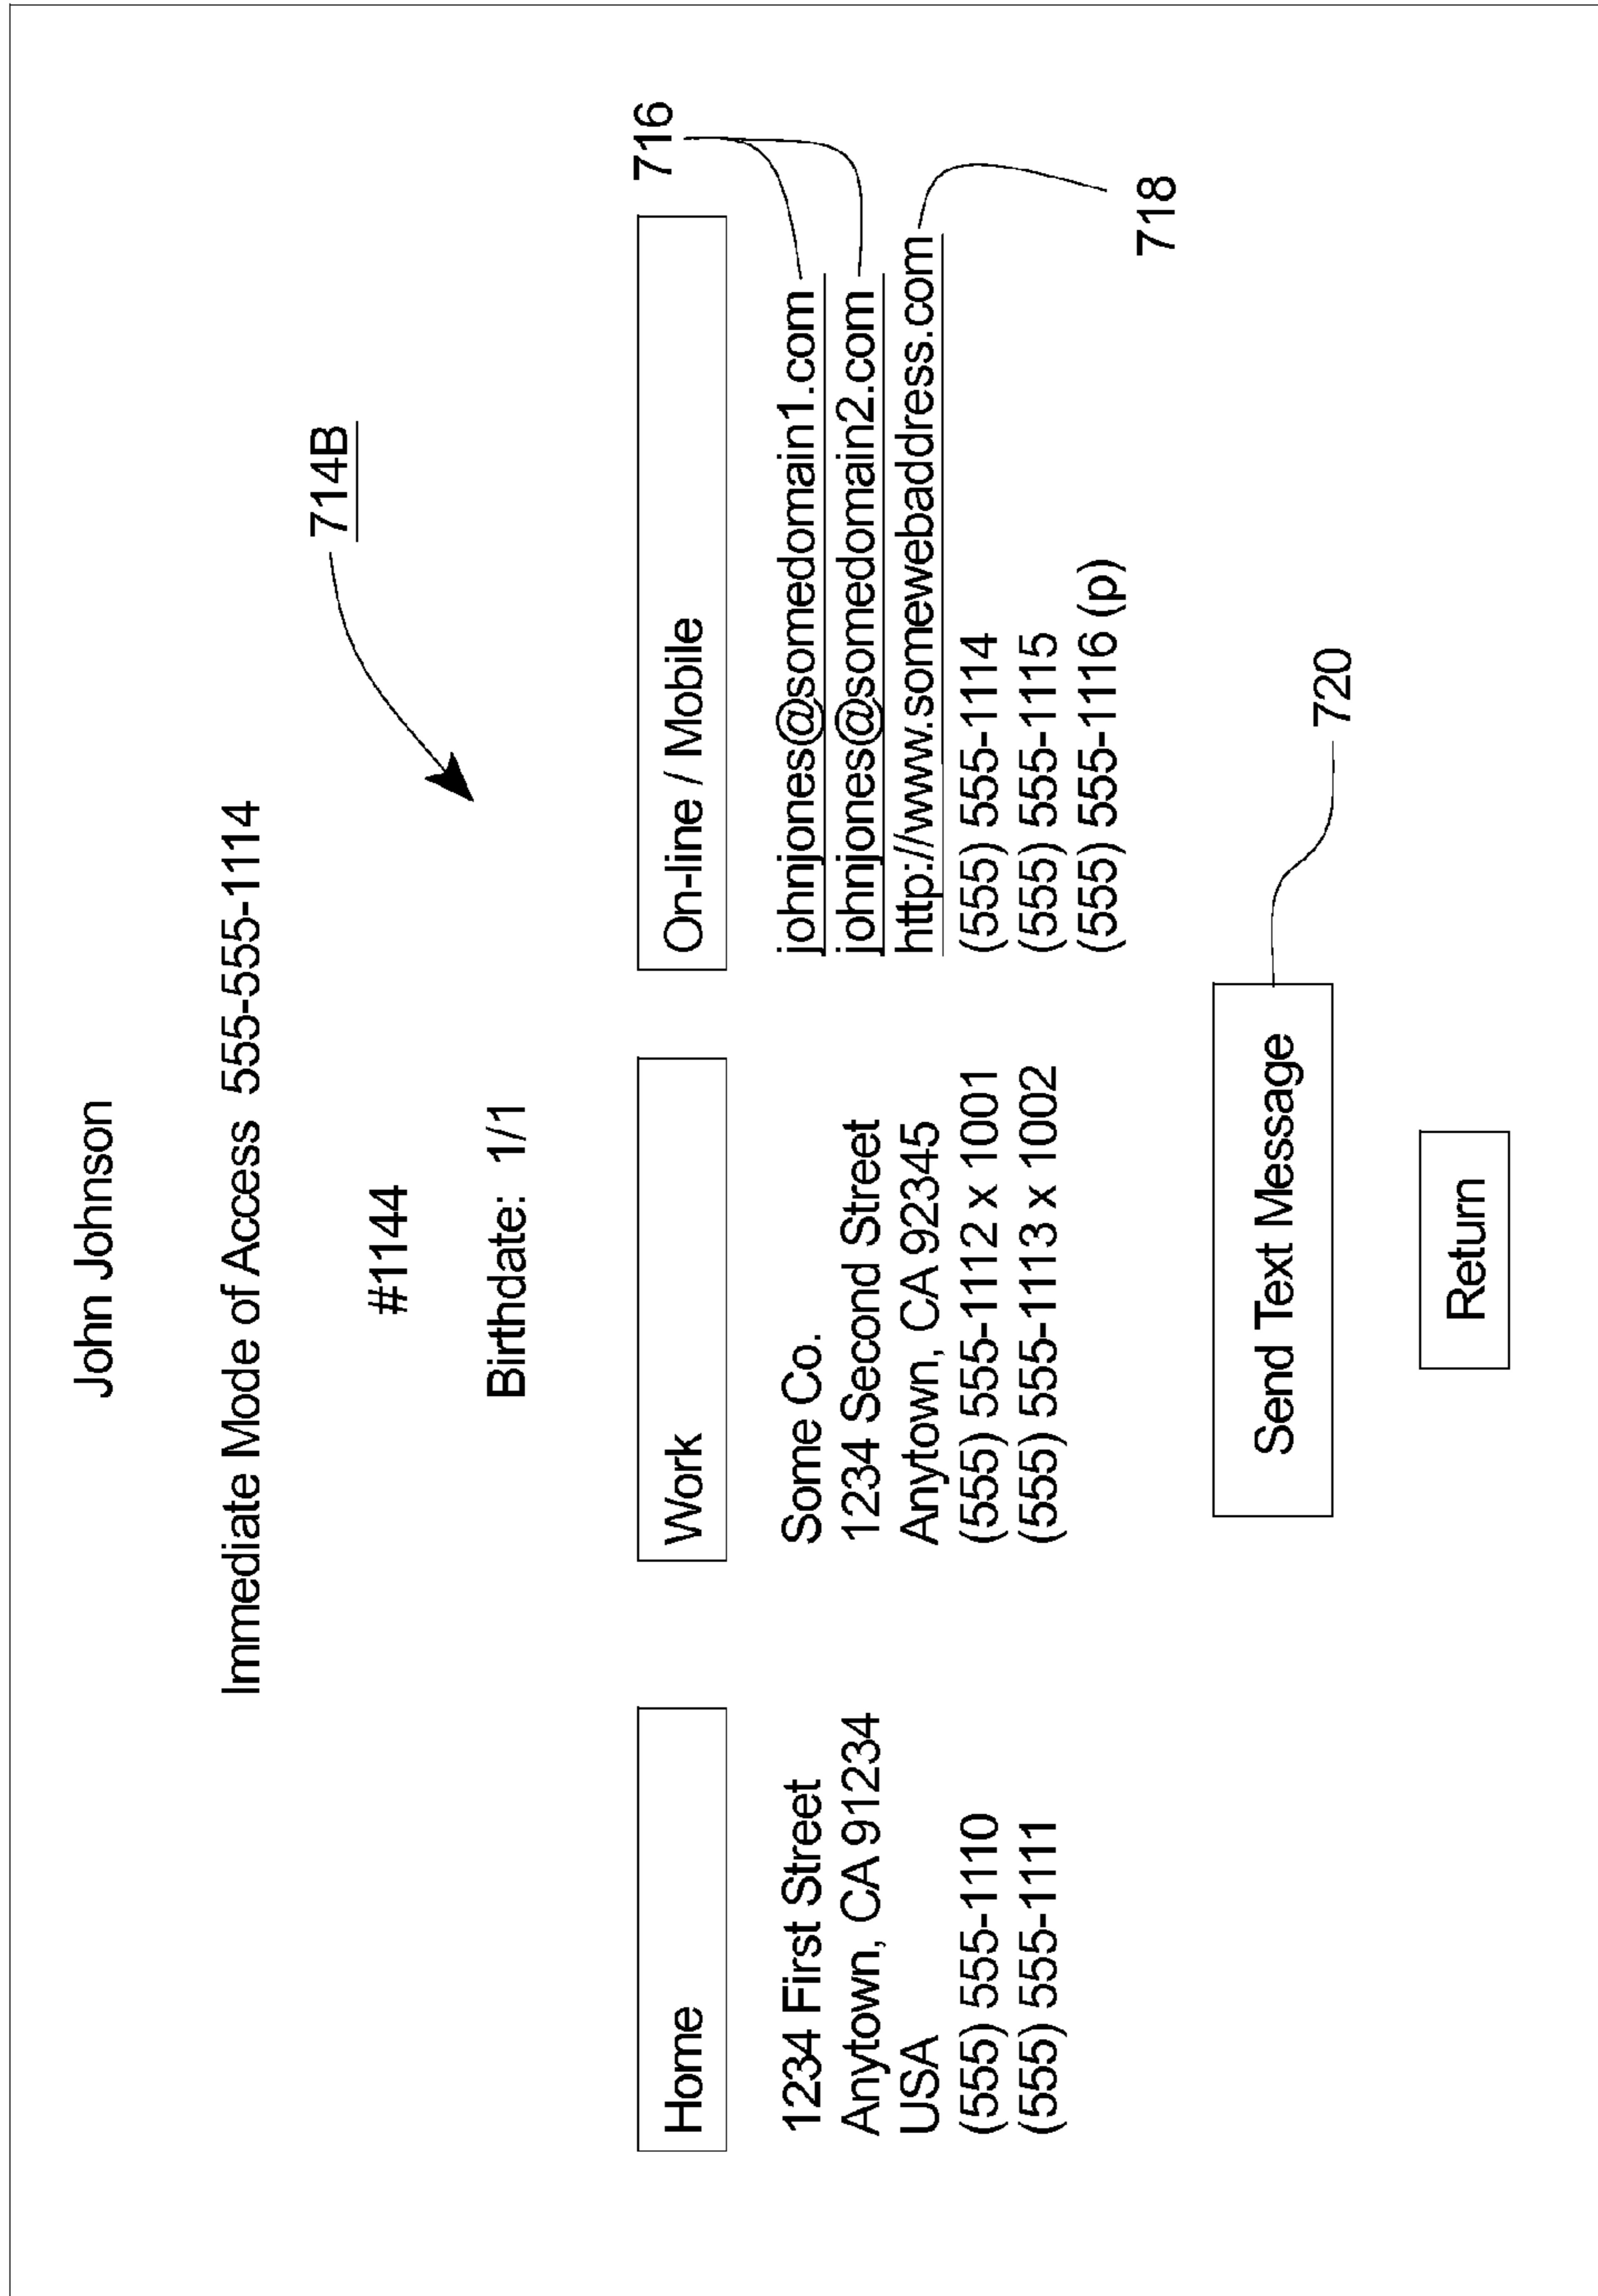 John Johnson
Immediate Mode of Access 555-555-1114
714B
#1144
Birthdate: 1/1
Home
1234 First Street
Anytown, CA 91234
USA
(555) 555-1110
(555) 555-1111
Work
Some Co.
1234 Second Street
Anytown, CA 92345
(555) 555-1112 x 1001
(555) 555-1113 x 1002
On-line / Mobile
716
johnjones@somedomain1.com
johnjones@somedomain2.com
http://www.somewebaddress.com
718
(555) 555-1114
(555) 555-1115
(555) 555-1116 (p)
Send Text Message
720
Return